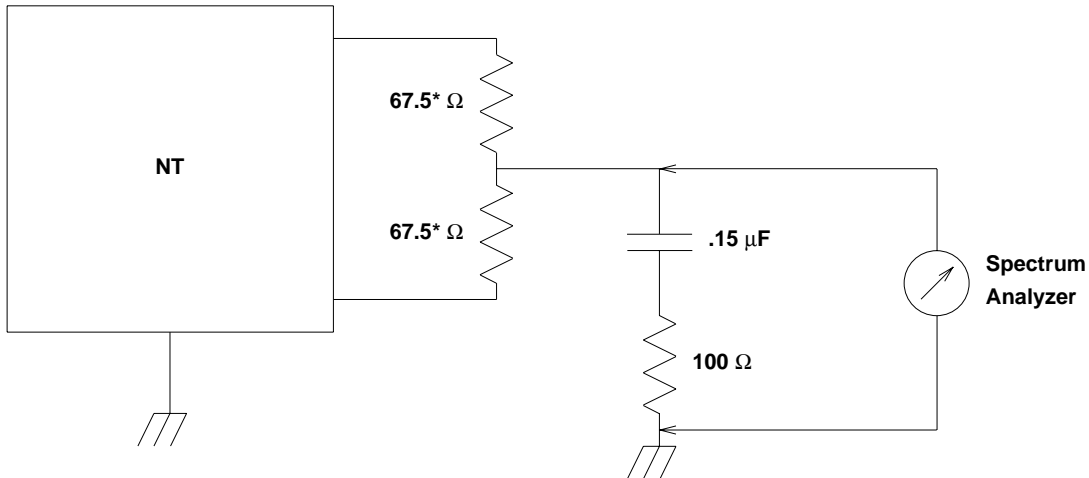 67.5* Ω
NT
67.5* Ω
.15 μF
Spectrum
Analyzer
100 Ω